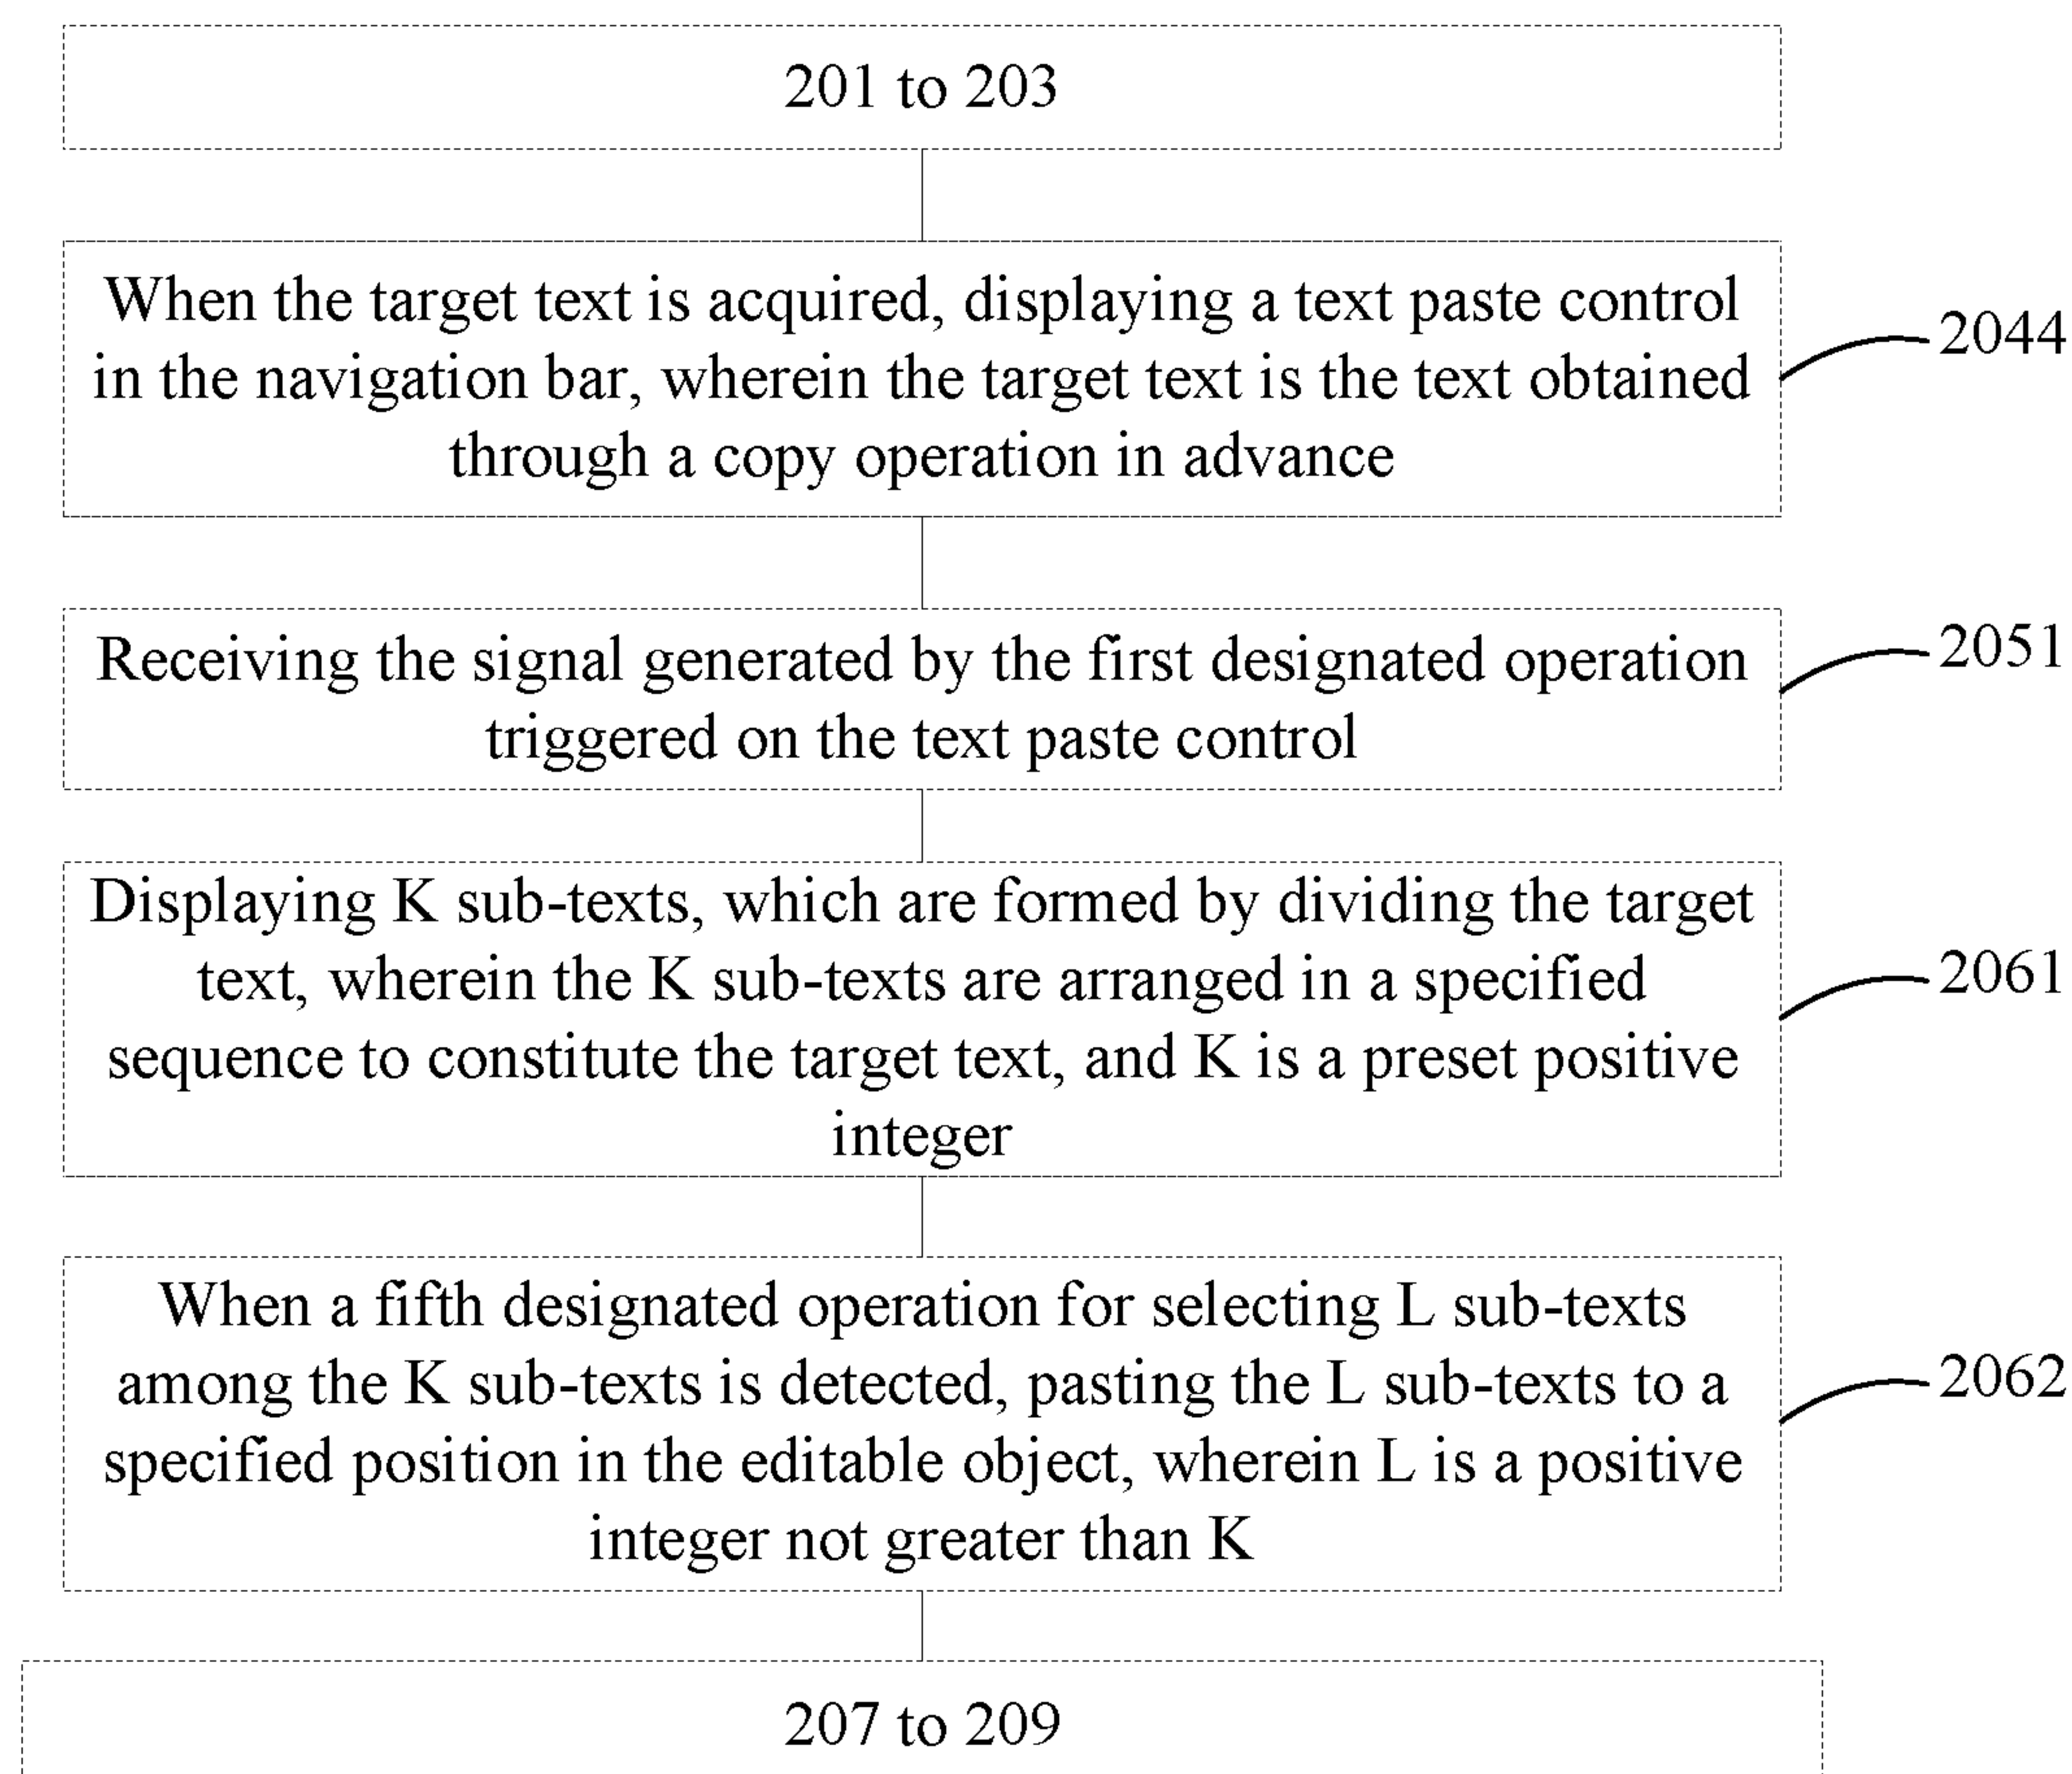 201 to 203
When the target text is acquired, displaying a text paste control
in the navigation bar, wherein the target text is the text obtained
through a copy operation in advance
2044
Receiving the signal generated by the first designated operation
triggered on the text paste control
2051
Displaying K sub-texts, which are formed by dividing the target
text, wherein the K sub-texts are arranged in a specified
sequence to constitute the target text, and K is a preset positive
integer
2061
When a fifth designated operation for selecting L sub-texts
among the K sub-texts is detected, pasting the L sub-texts to a
specified position in the editable object, wherein L is a positive
integer not greater than K
2062
207 to 209